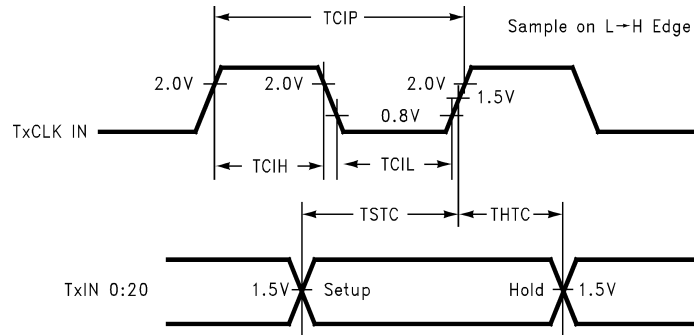 TCIP
Sample on L→H Edge
2.0V 2.0V 2.0V
1.5V
0.8V
TxCLK IN
TCIH TCIL
TSTC THTC
TxIN 0:20 1.5V Setup Hold 1.5V